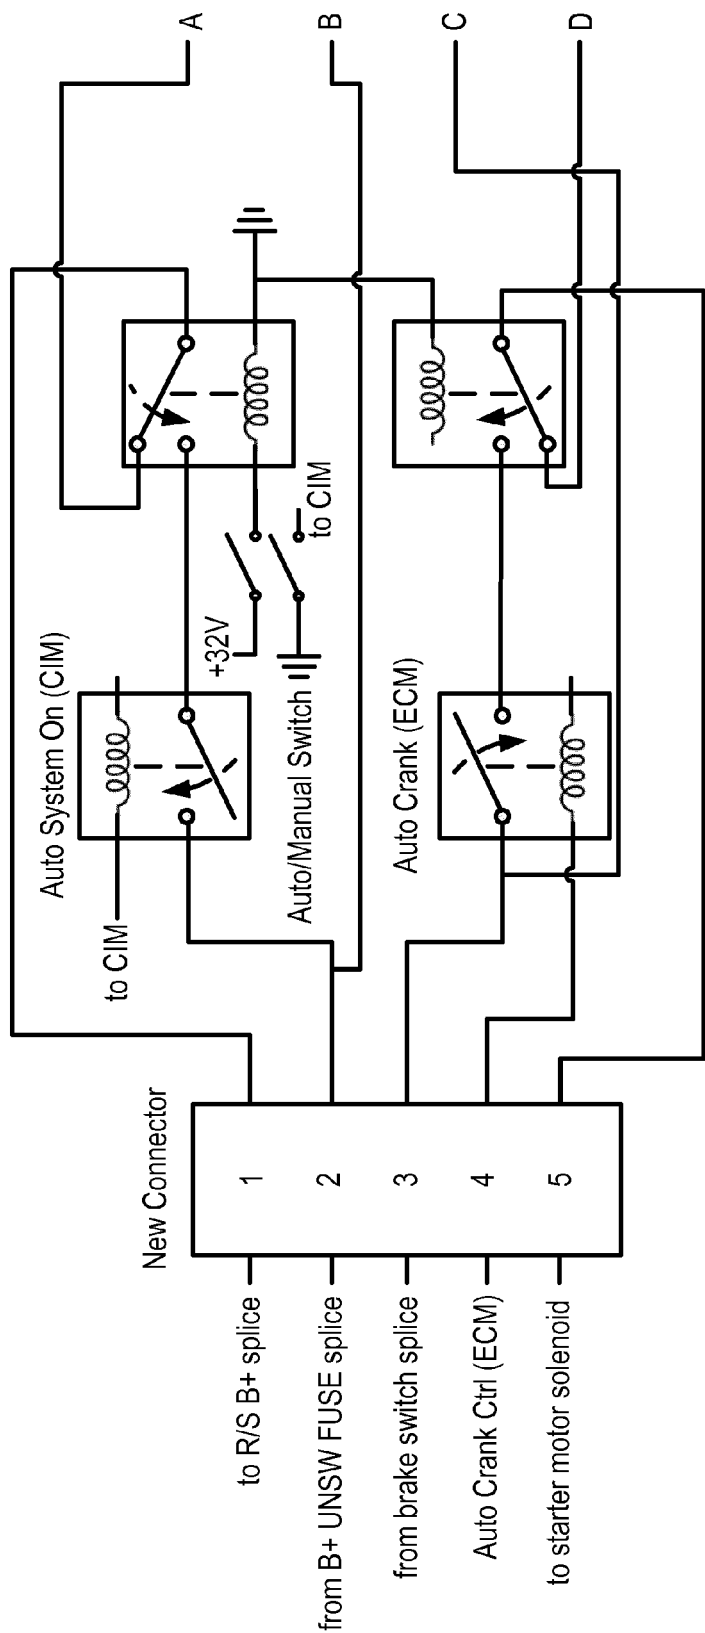 A
B
C
D
Auto System On (CIM)
to CIM
+32V
to CIM
Auto/Manual Switch
Auto Crank (ECM)
New Connector
1
2
3
4
5
to R/S B+ splice
from B+ UNSW FUSE splice
from brake switch splice
Auto Crank Ctrl (ECM)
to starter motor solenoid